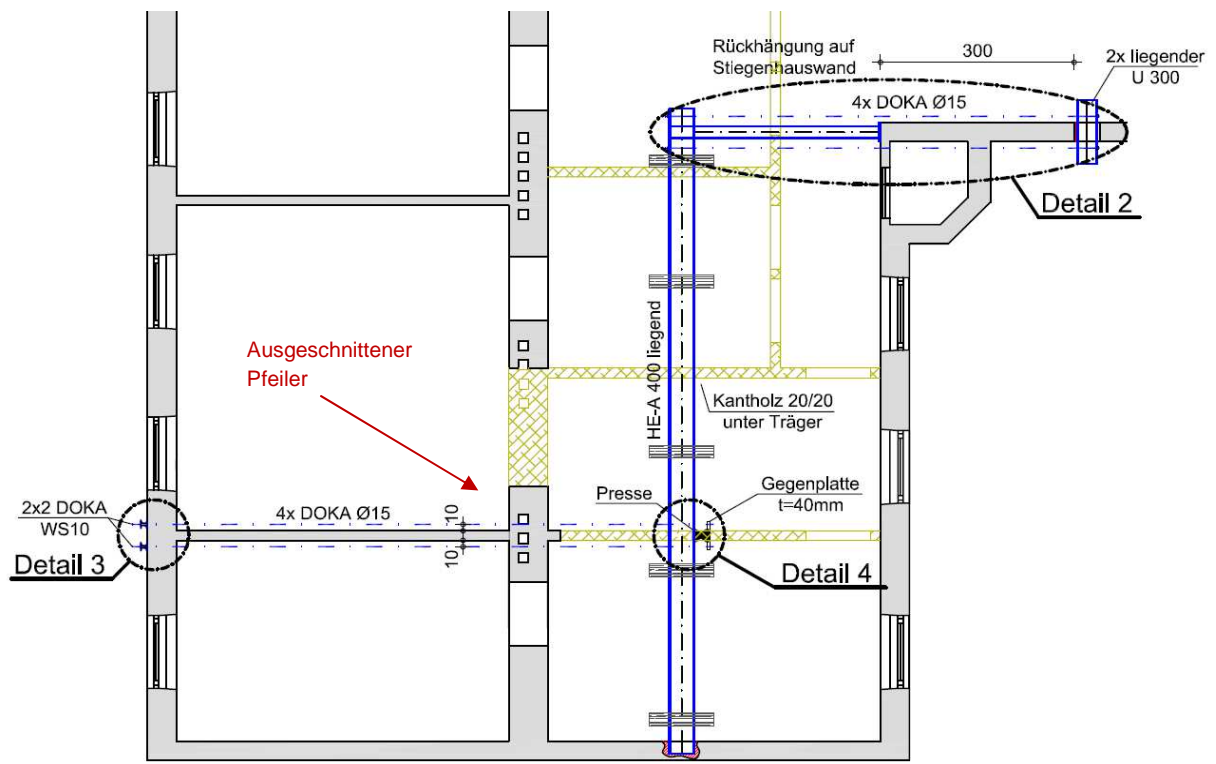 Rückhängung auf
Stiegenhauswand
300
2x liegender
U 300
4x DOKA Ø15
Detail 2
Ausgeschnittener
Pfeiler
HE-A 400 liegend
Kantholz 20/20
unter Träger
Presse
Gegenplatte
t=40mm
2x2 DOKA
WS10
4x DOKA Ø15
10
10
Detail 3
Detail 4